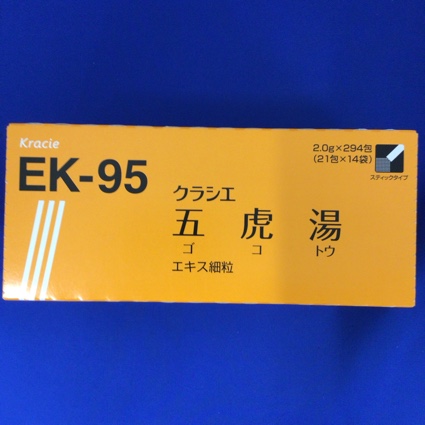 Kracie
EK-95
2.0g×294包
(21包×14袋)
スティックタイプ
クラシエ
五虎湯
ゴコトウ
エキス細粒